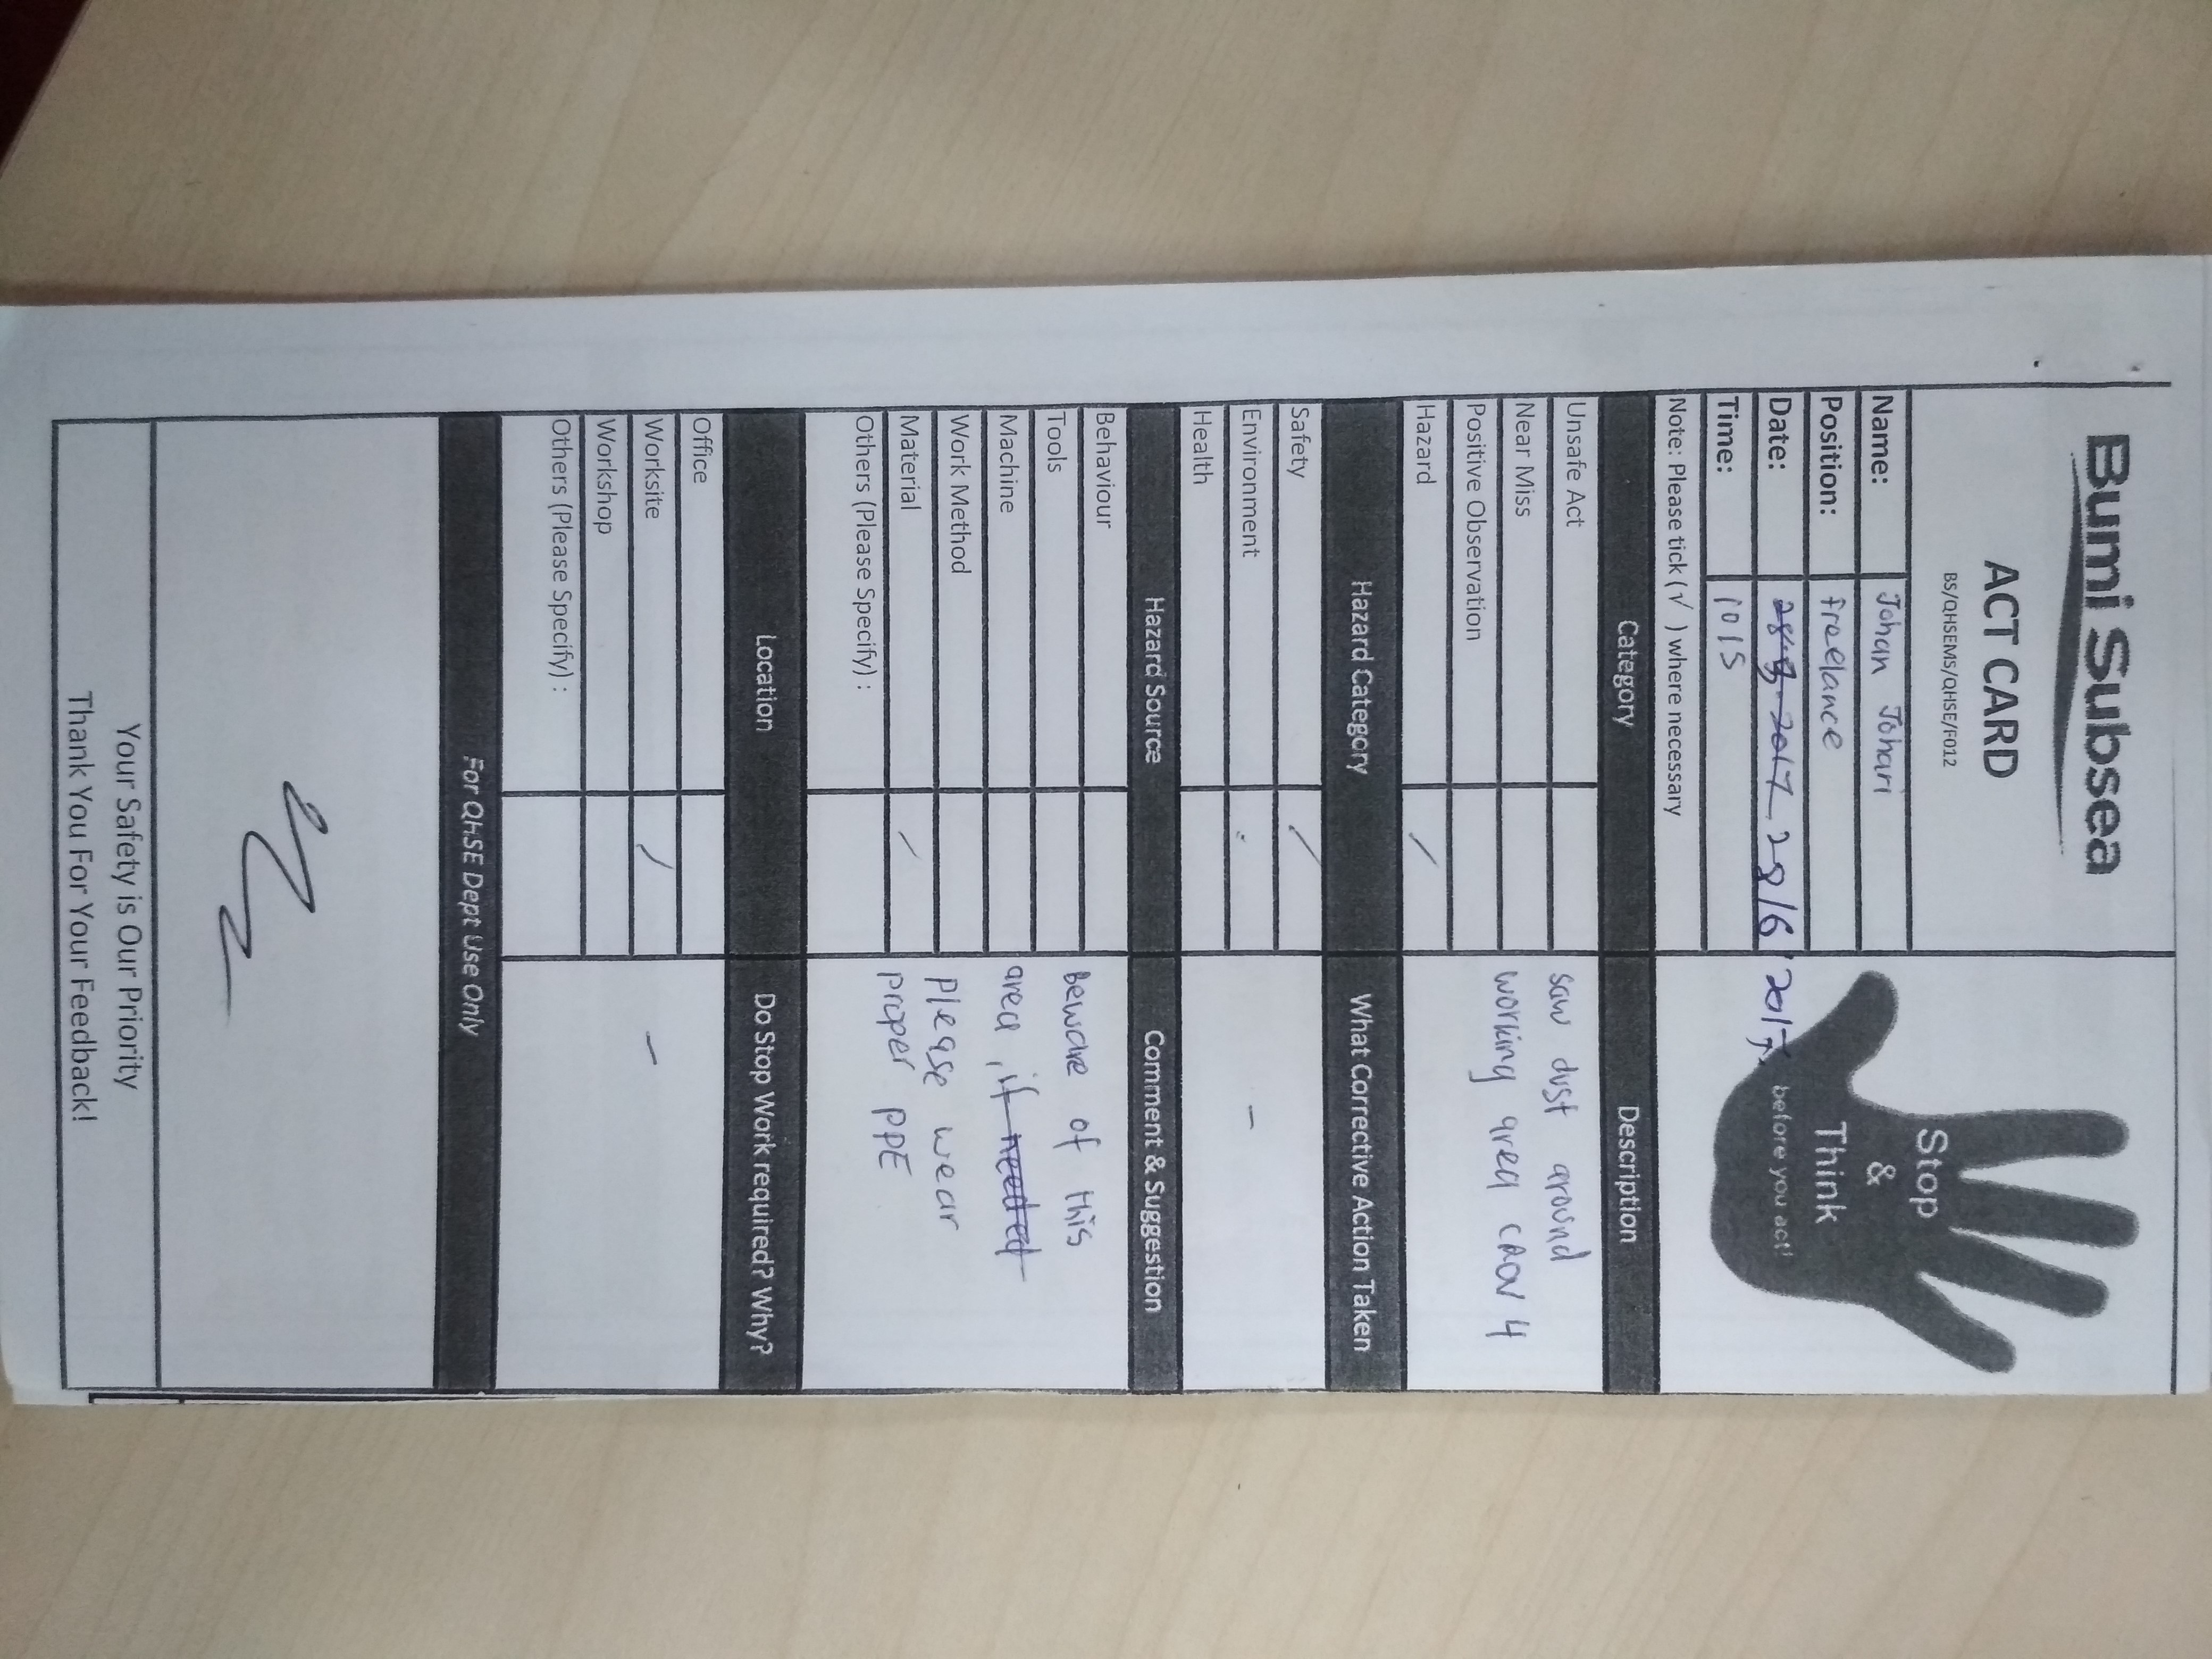 Bumi Subsea
ACT CARD
BS/QHSEMS/QHSE/F012
Stop
&
Think
before you act!
Name: Johan Johari
Position: freelance
Date: 28/6/2017
Time: 1015
Note: Please tick (√ ) where necessary
Category
Unsafe Act
Near Miss
Positive Observation
Hazard /
Description
saw dust around
working area 4
Hazard Category
Safety /
Environment
Health
What Corrective Action Taken
-
Hazard Source
Behaviour
Tools
Machine
Work Method
Material /
Others (Please Specify) :
Comment & Suggestion
Beware of this
area, if needed
please wear
proper PPE
Location
Office
Worksite /
Workshop
Others (Please Specify) :
Do Stop Work required? Why?
-
For QHSE Dept Use Only
Your Safety is Our Priority
Thank You For Your Feedback!